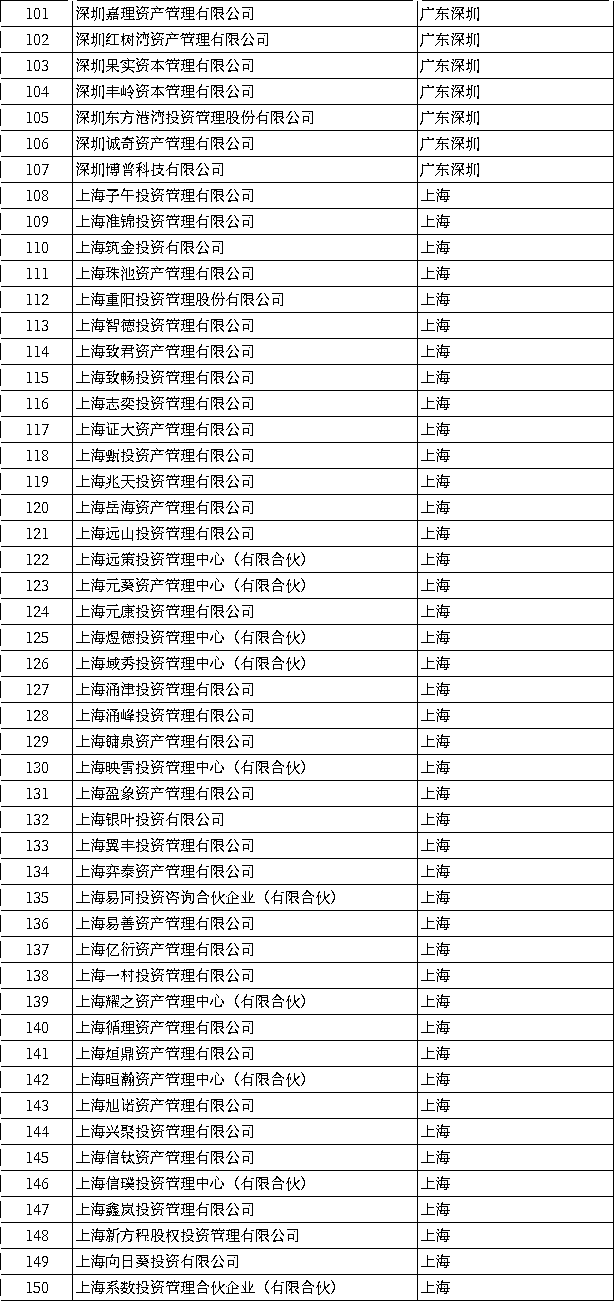 101 深圳嘉理资产管理有限公司 广东深圳
102 深圳红树湾资产管理有限公司 广东深圳
103 深圳果实资本管理有限公司 广东深圳
104 深圳丰岭资本管理有限公司 广东深圳
105 深圳东方港湾投资管理股份有限公司 广东深圳
106 深圳诚奇资产管理有限公司 广东深圳
107 深圳博普科技有限公司 广东深圳
108 上海子午投资管理有限公司 上海
109 上海准锦投资管理有限公司 上海
110 上海筑金投资有限公司 上海
111 上海珠池资产管理有限公司 上海
112 上海重阳投资管理股份有限公司 上海
113 上海智德投资管理有限公司 上海
114 上海致君资产管理有限公司 上海
115 上海致畅投资管理有限公司 上海
116 上海志奕投资管理有限公司 上海
117 上海证大资产管理有限公司 上海
118 上海甄投资产管理有限公司 上海
119 上海兆天投资管理有限公司 上海
120 上海岳海资产管理有限公司 上海
121 上海远山投资管理有限公司 上海
122 上海远策投资管理中心（有限合伙） 上海
123 上海元葵资产管理中心（有限合伙） 上海
124 上海元康投资管理有限公司 上海
125 上海煜德投资管理中心（有限合伙） 上海
126 上海域秀投资管理中心（有限合伙） 上海
127 上海涌津投资管理有限公司 上海
128 上海涌峰投资管理有限公司 上海
129 上海镛泉资产管理有限公司 上海
130 上海映雪投资管理中心（有限合伙） 上海
131 上海盈象资产管理有限公司 上海
132 上海银叶投资有限公司 上海
133 上海翼丰投资管理有限公司 上海
134 上海弈泰资产管理有限公司 上海
135 上海易同投资咨询合伙企业（有限合伙） 上海
136 上海易善资产管理有限公司 上海
137 上海亿衍资产管理有限公司 上海
138 上海一村投资管理有限公司 上海
139 上海耀之资产管理中心（有限合伙） 上海
140 上海循理资产管理有限公司 上海
141 上海烜鼎资产管理有限公司 上海
142 上海晅瀚资产管理中心（有限合伙） 上海
143 上海旭诺资产管理有限公司 上海
144 上海兴聚投资管理有限公司 上海
145 上海信钛资产管理有限公司 上海
146 上海信璞投资管理中心（有限合伙） 上海
147 上海鑫岚投资管理有限公司 上海
148 上海新方程股权投资管理有限公司 上海
149 上海向日葵投资有限公司 上海
150 上海系数投资管理合伙企业（有限合伙） 上海